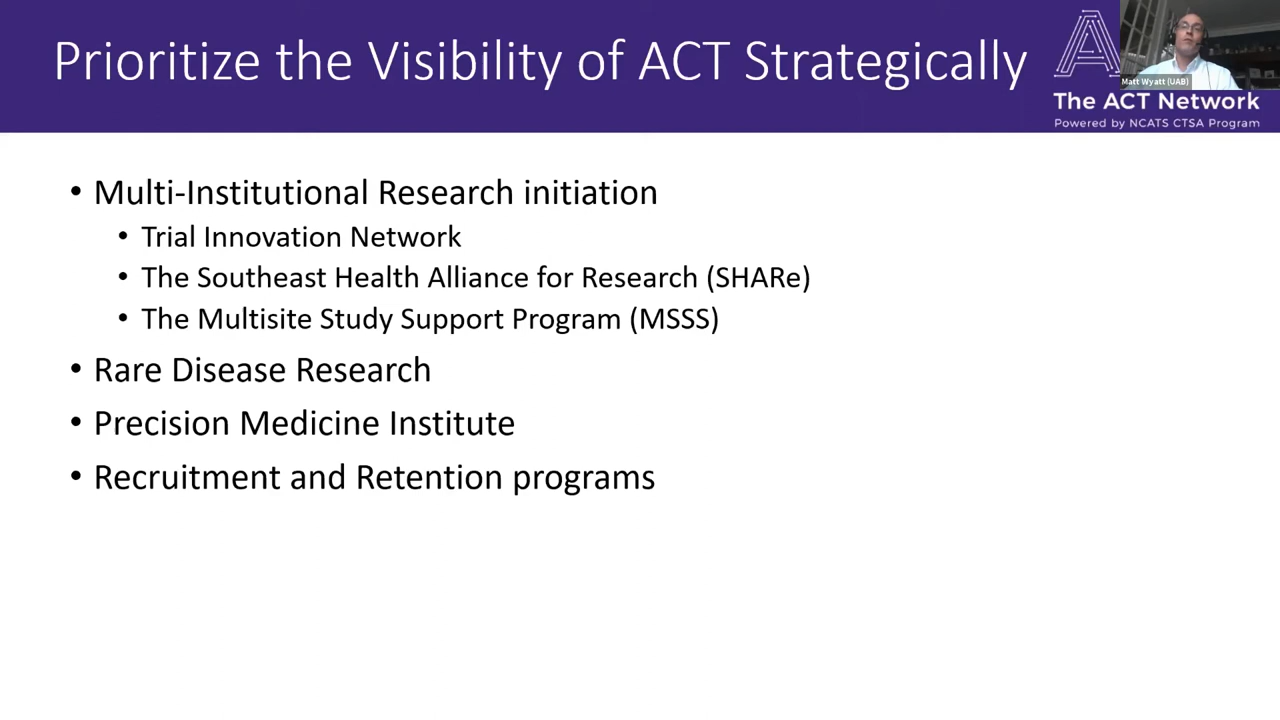 Prioritize the Visibility of ACT Strategically
Matt Wyatt (UAB)
The ACT Network
Powered by NCATS CTSA Program
• Multi-Institutional Research initiation
• Trial Innovation Network
• The Southeast Health Alliance for Research (SHARe)
• The Multisite Study Support Program (MSSS)
• Rare Disease Research
• Precision Medicine Institute
• Recruitment and Retention programs